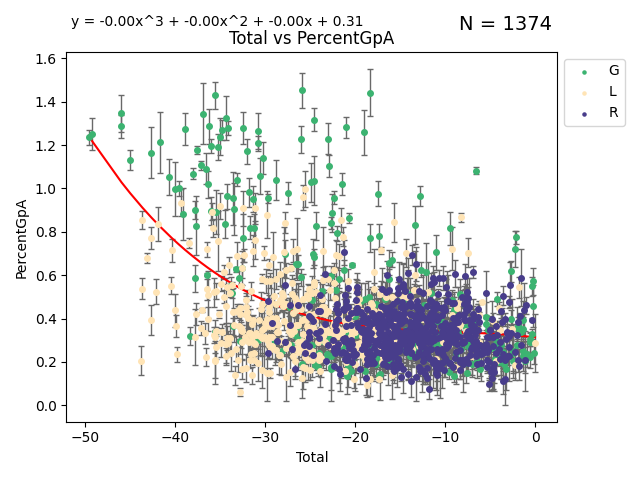 y = -0.00x^3 + -0.00x^2 + -0.00x + 0.31
N = 1374
Total vs PercentGpA
G
L
R
1.6
1.4
1.2
1.0
0.8
0.6
0.4
0.2
0.0
PercentGpA
−50 −40 −30 −20 −10 0
Total